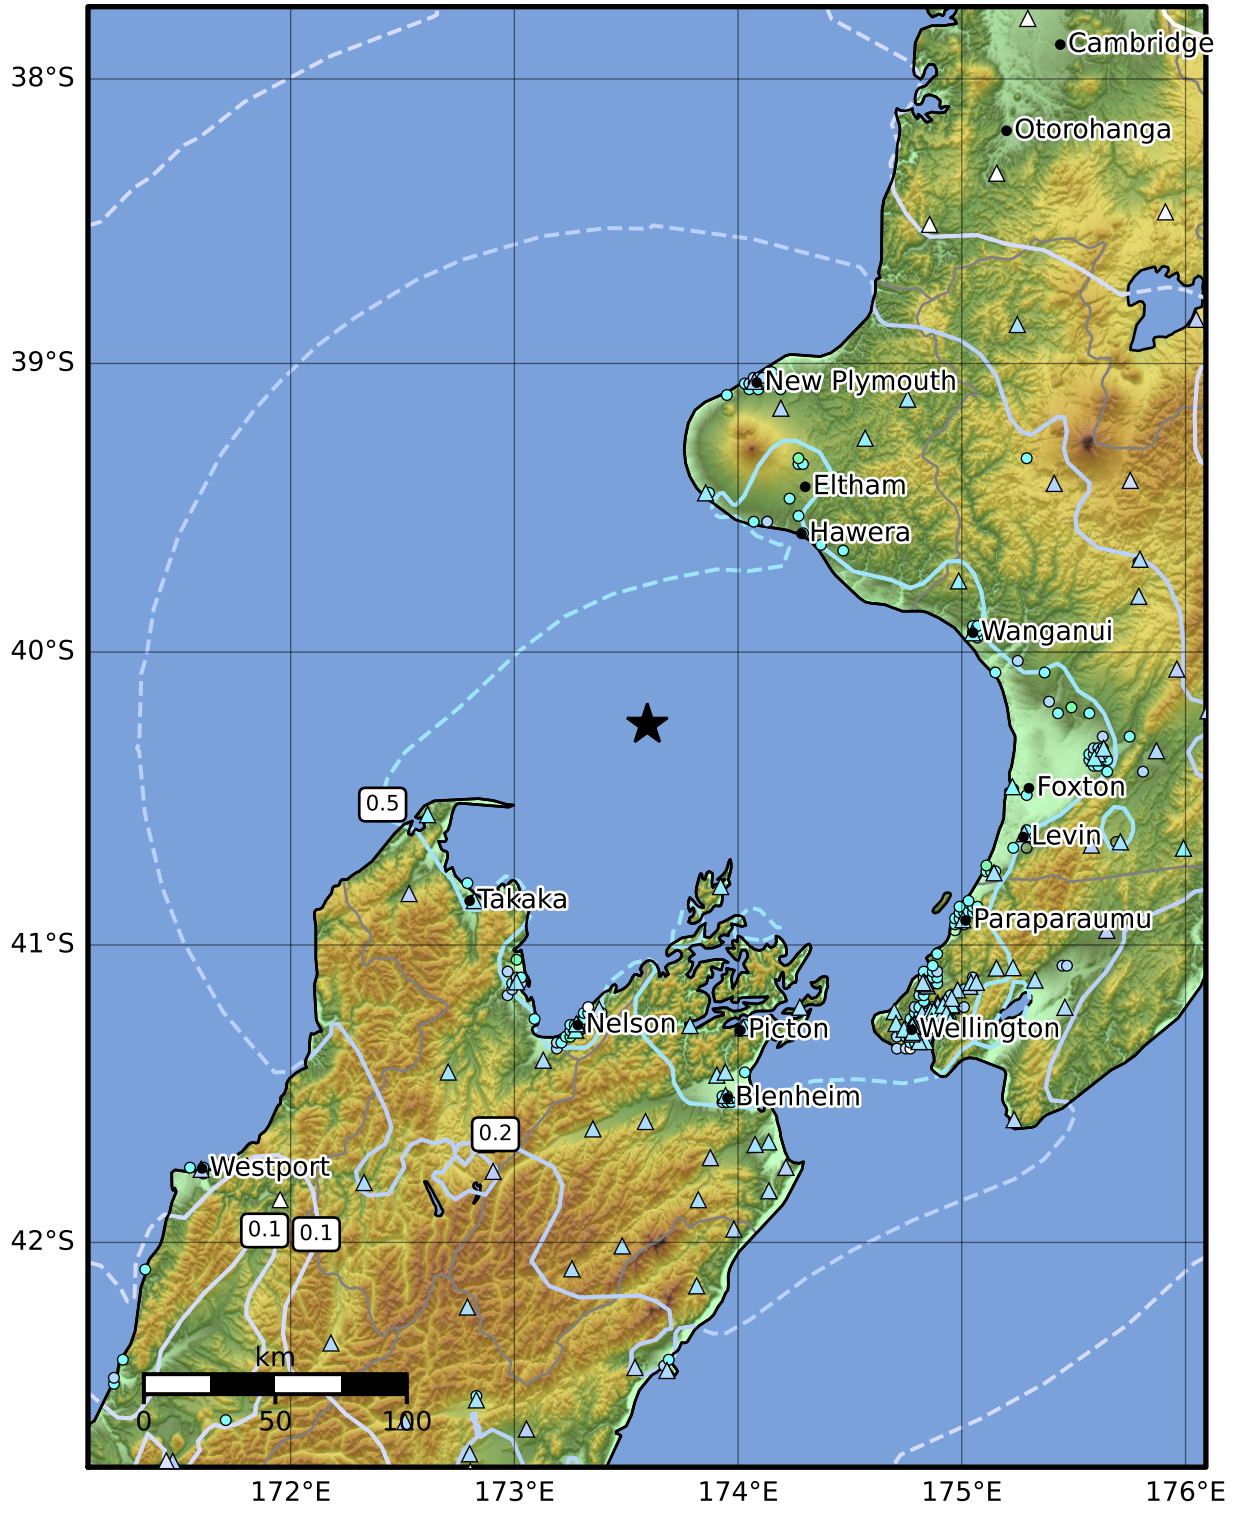 Cambridge
38°S
Otorohanga
39°S
New Plymouth
Eltham
Hawera
Wanganui
40°S
Foxton
0.5
Levin
Takaka
Paraparaumu
41°S
Nelson
Picton
Wellington
Blenheim
0.2
Westport
0.1
0.1
42°S
km
0 50 100
172°E 173°E 174°E 175°E 176°E